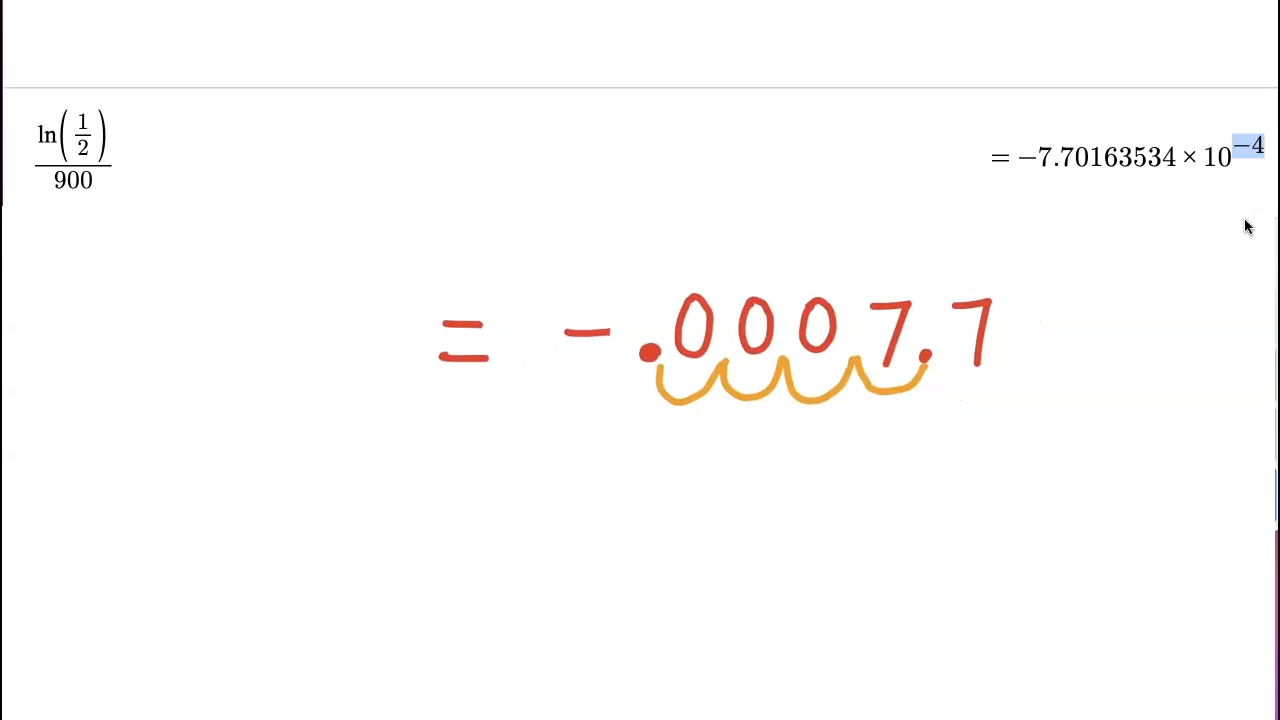 ln(1/2)/900 = −7.70163534 × 10^−4
= − .0007.7